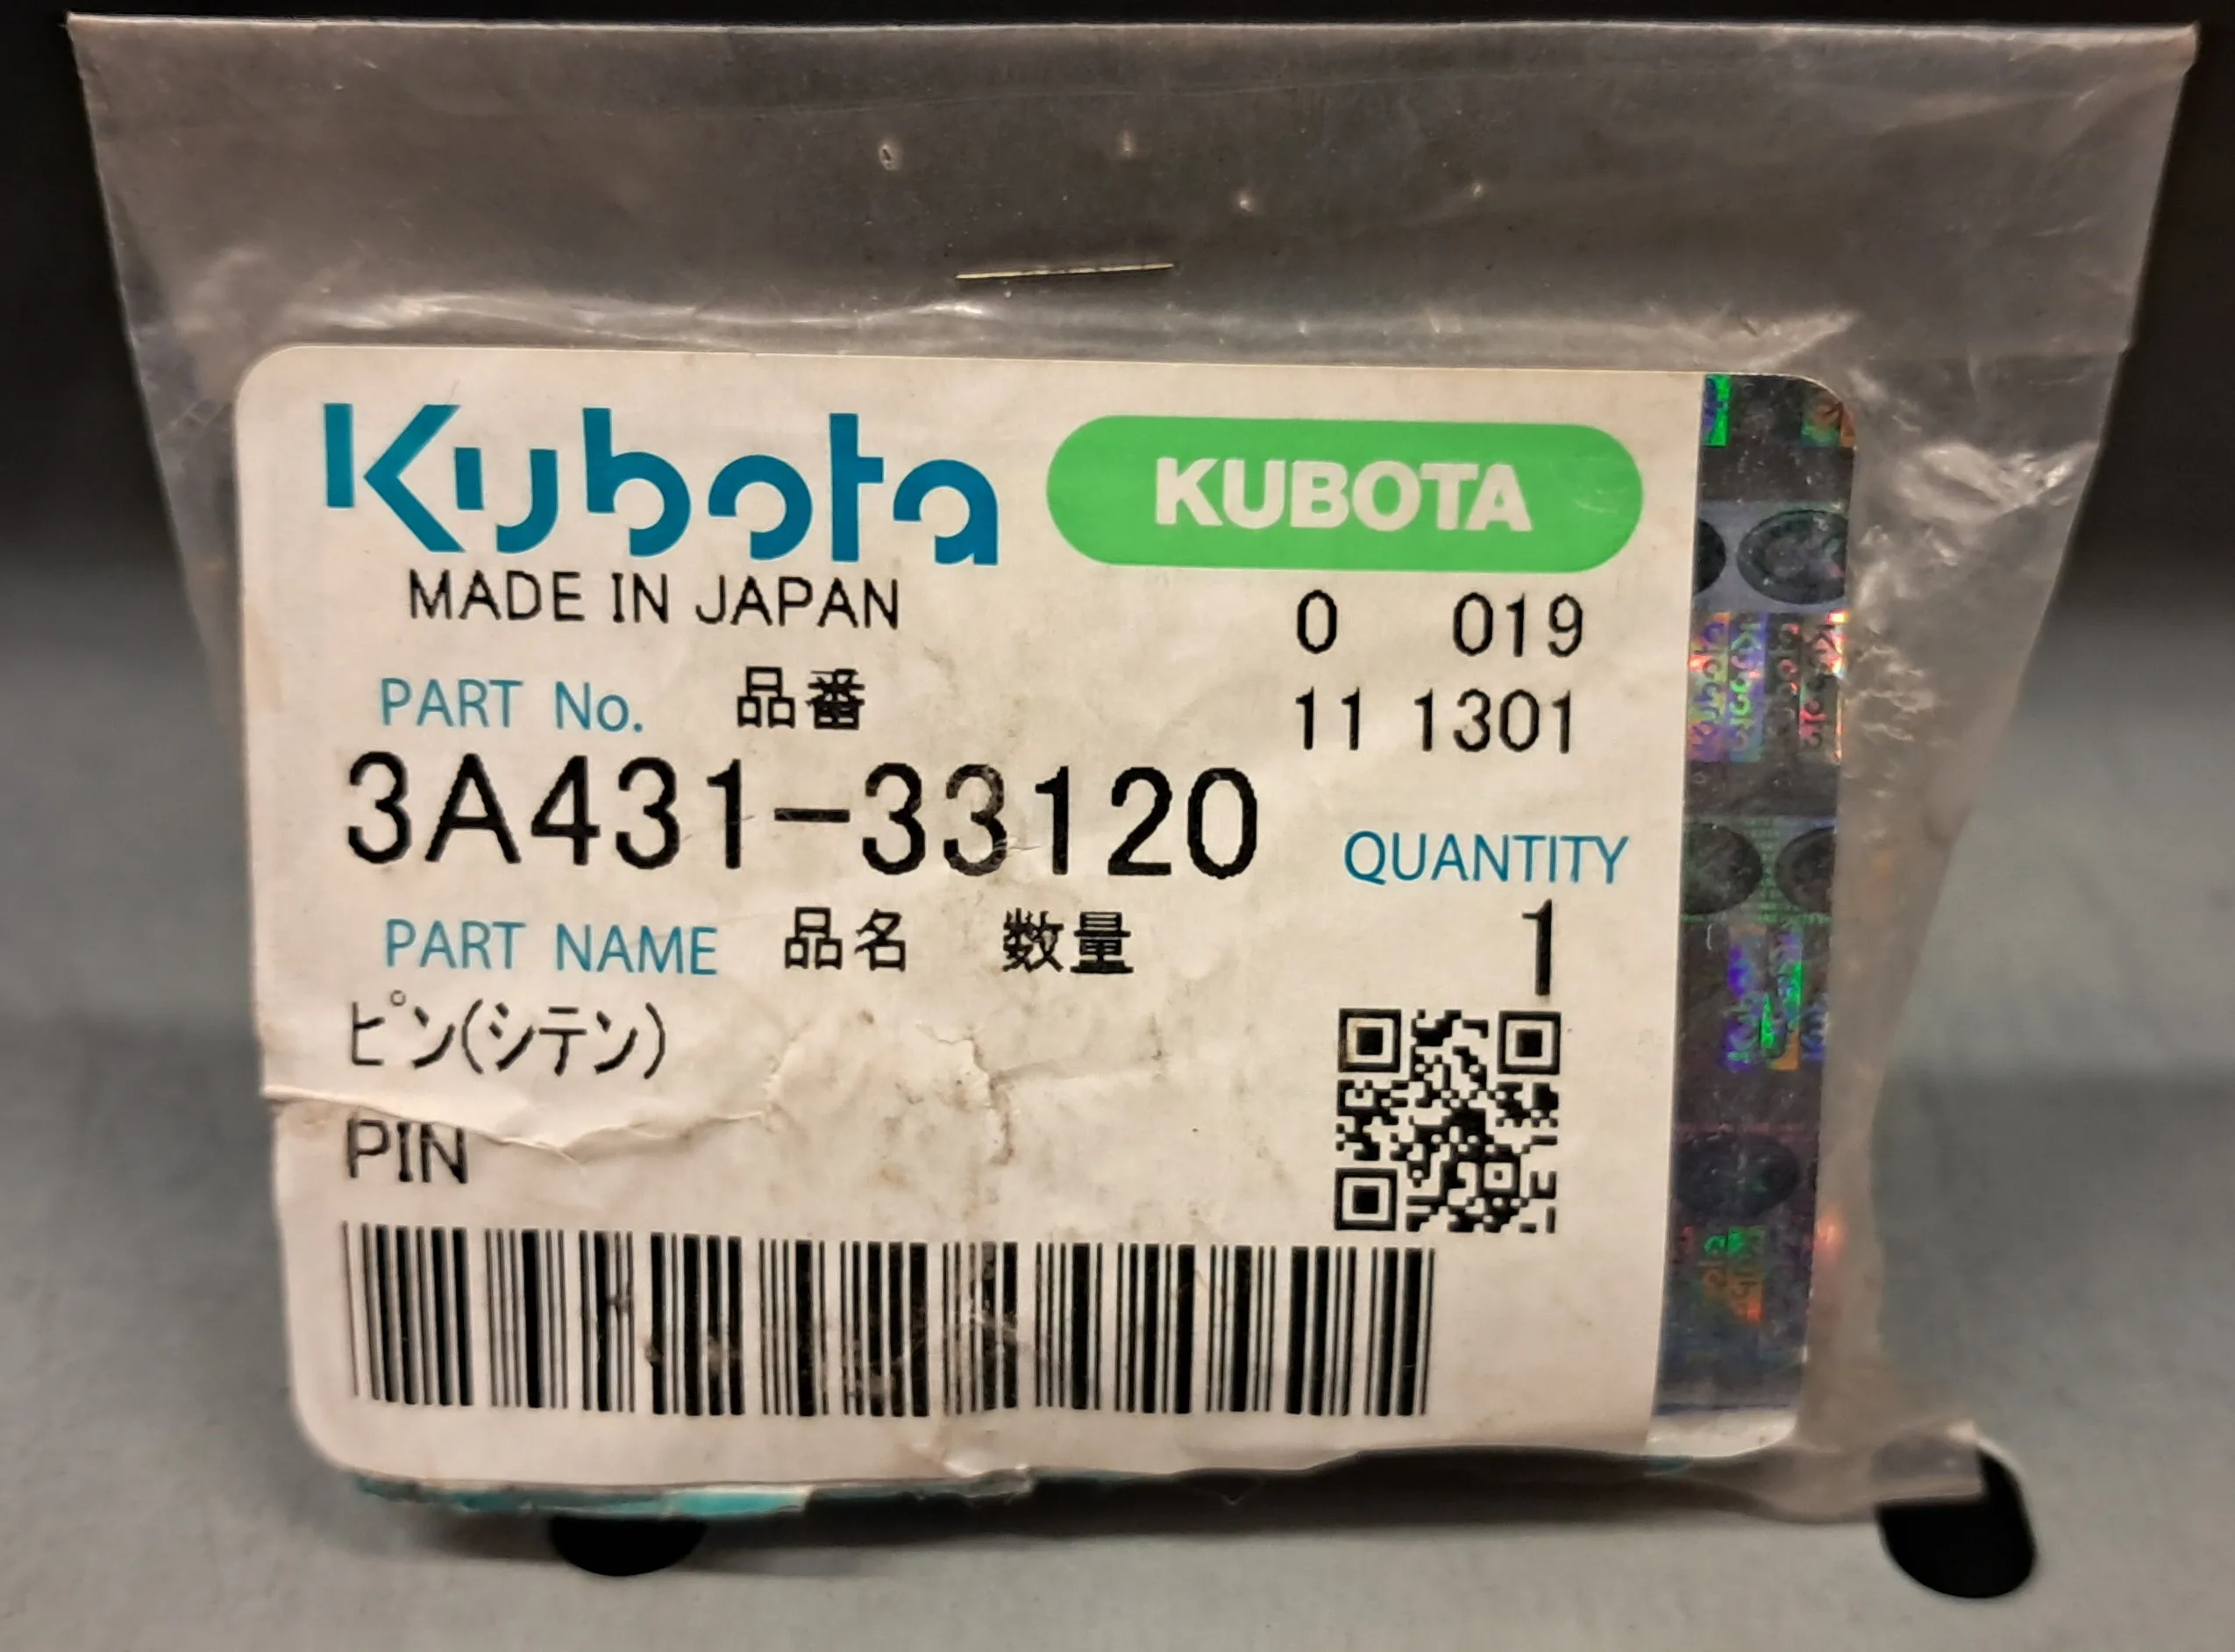 Kubota KUBOTA
MADE IN JAPAN 0 019
PART No. 品番 11 1301
3A431-33120 QUANTITY
PART NAME 品名 数量 1
ピン(シテン)
PIN